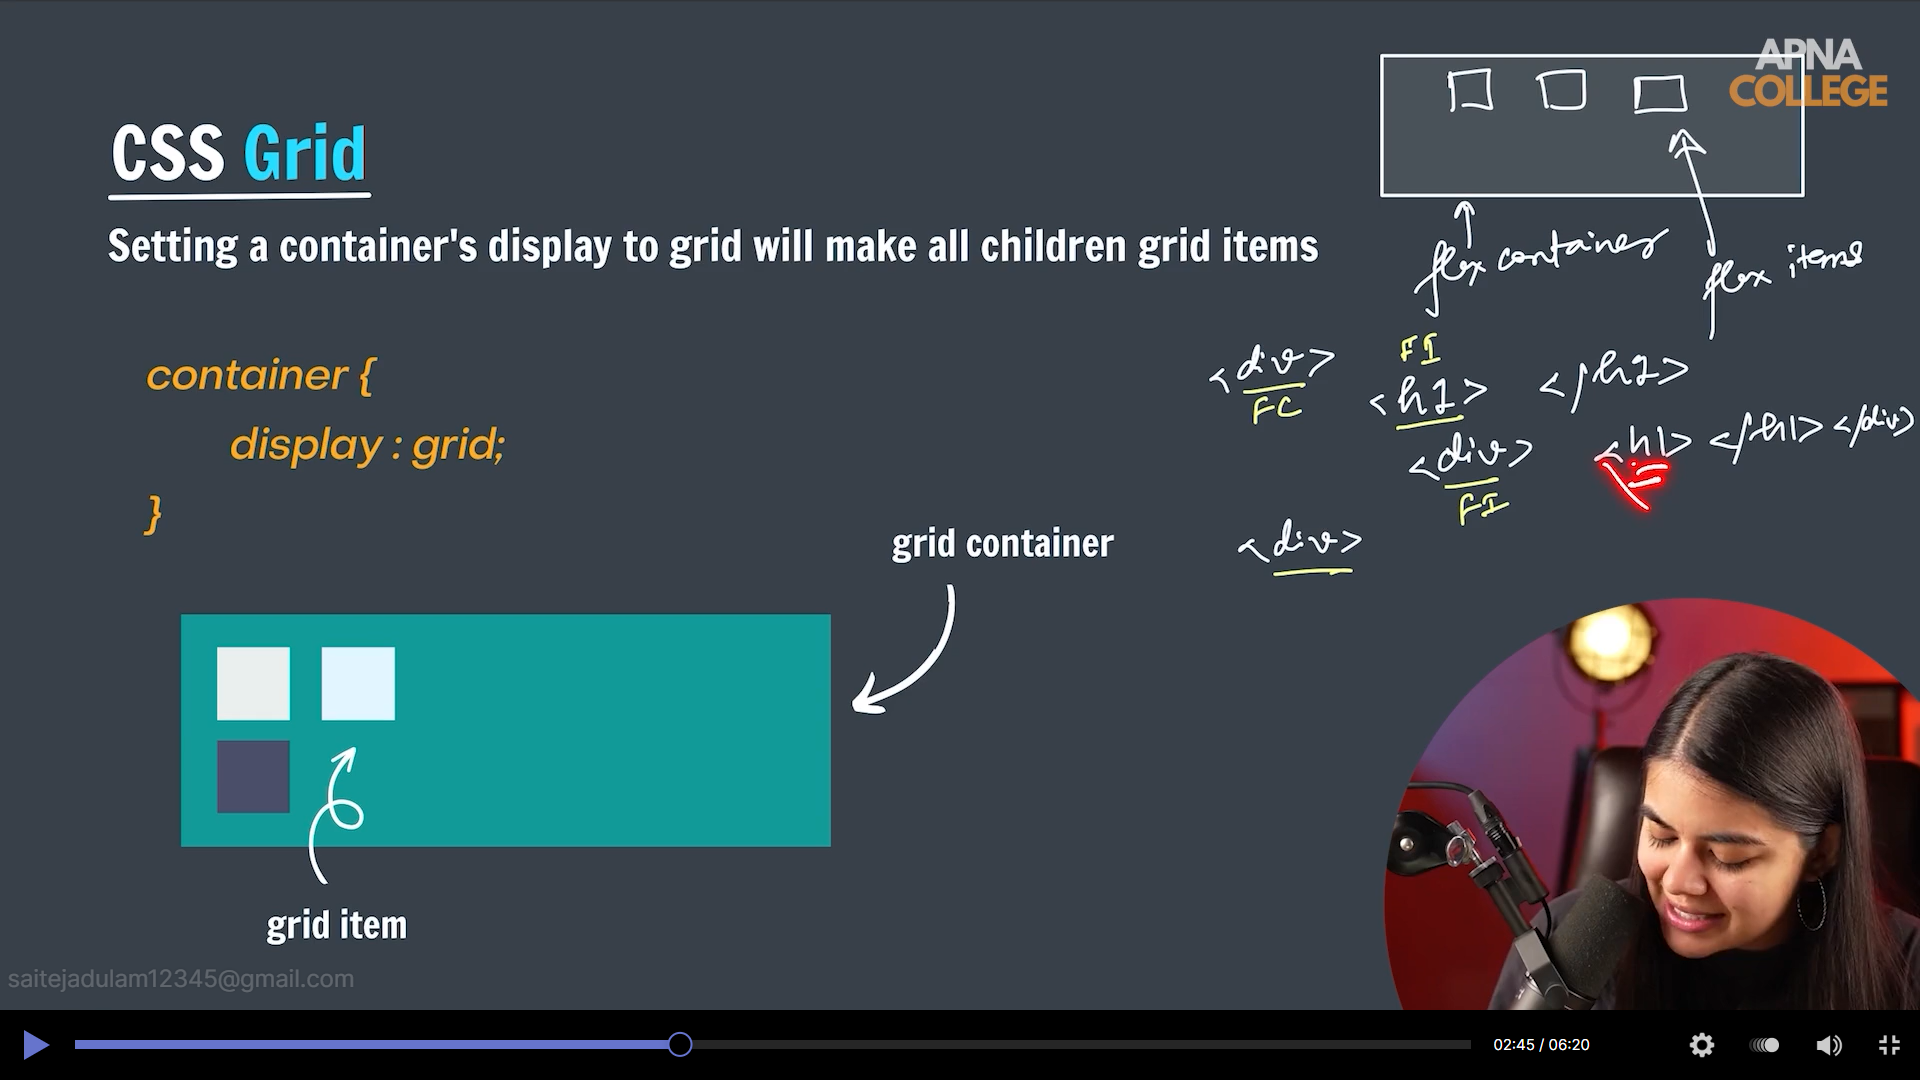 APNA
COLLEGE
CSS Grid
Setting a container's display to grid will make all children grid items
flex container
flex items
container {
display : grid;
}
<div>
FC
FI
<h1>
</h1>
<div>
FI
<h1> </h1> </div>
<div>
grid container
grid item
saitejadulam12345@gmail.com
02:45 / 06:20